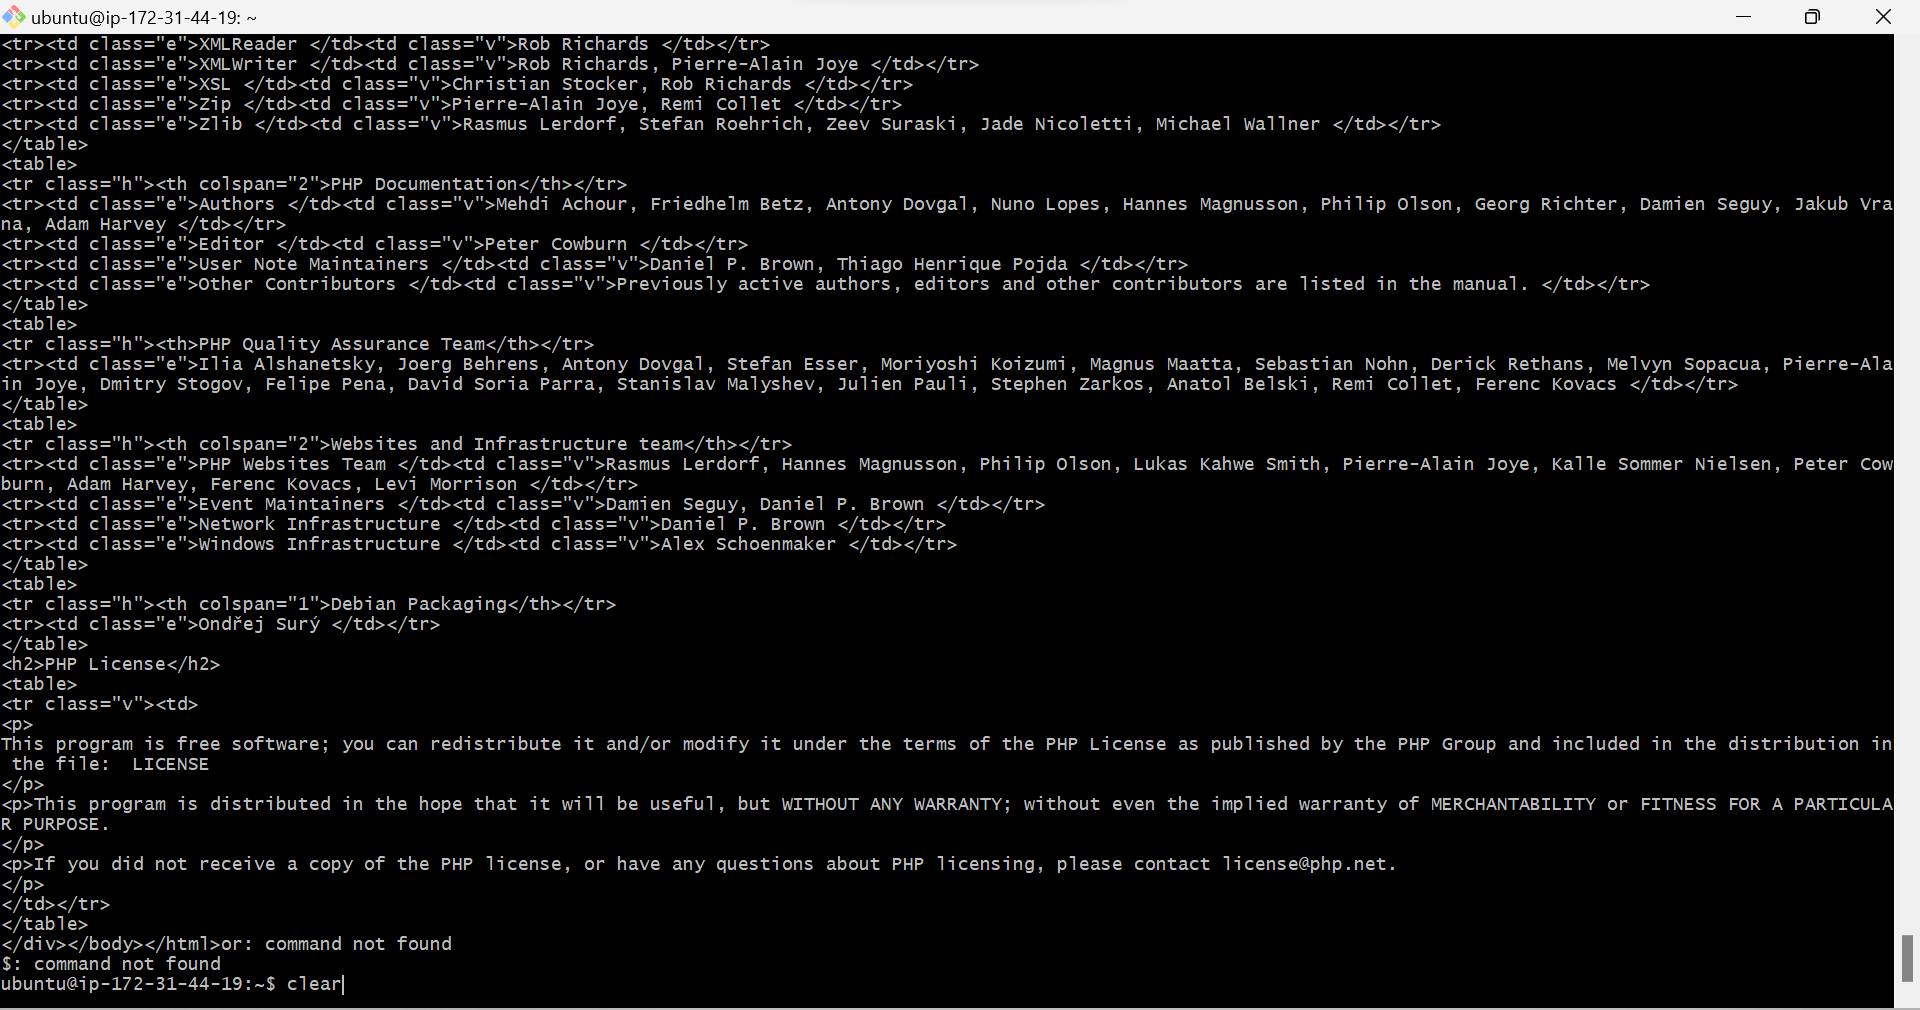 ubuntu@ip-172-31-44-19: ~
<tr><td class="e">XMLReader </td><td class="v">Rob Richards </td></tr>
<tr><td class="e">XMLWriter </td><td class="v">Rob Richards, Pierre-Alain Joye </td></tr>
<tr><td class="e">XSL </td><td class="v">Christian Stocker, Rob Richards </td></tr>
<tr><td class="e">Zip </td><td class="v">Pierre-Alain Joye, Remi Collet </td></tr>
<tr><td class="e">Zlib </td><td class="v">Rasmus Lerdorf, Stefan Roehrich, Zeev Suraski, Jade Nicoletti, Michael Wallner </td></tr>
</table>
<table>
<tr class="h"><th colspan="2">PHP Documentation</th></tr>
<tr><td class="e">Authors </td><td class="v">Mehdi Achour, Friedhelm Betz, Antony Dovgal, Nuno Lopes, Hannes Magnusson, Philip Olson, Georg Richter, Damien Seguy, Jakub Vra
na, Adam Harvey </td></tr>
<tr><td class="e">Editor </td><td class="v">Peter Cowburn </td></tr>
<tr><td class="e">User Note Maintainers </td><td class="v">Daniel P. Brown, Thiago Henrique Pojda </td></tr>
<tr><td class="e">Other Contributors </td><td class="v">Previously active authors, editors and other contributors are listed in the manual. </td></tr>
</table>
<table>
<tr class="h"><th>PHP Quality Assurance Team</th></tr>
<tr><td class="e">Ilia Alshanetsky, Joerg Behrens, Antony Dovgal, Stefan Esser, Moriyoshi Koizumi, Magnus Maatta, Sebastian Nohn, Derick Rethans, Melvyn Sopacua, Pierre-Ala
in Joye, Dmitry Stogov, Felipe Pena, David Soria Parra, Stanislav Malyshev, Julien Pauli, Stephen Zarkos, Anatol Belski, Remi Collet, Ferenc Kovacs </td></tr>
</table>
<table>
<tr class="h"><th colspan="2">Websites and Infrastructure team</th></tr>
<tr><td class="e">PHP Websites Team </td><td class="v">Rasmus Lerdorf, Hannes Magnusson, Philip Olson, Lukas Kahwe Smith, Pierre-Alain Joye, Kalle Sommer Nielsen, Peter Cow
burn, Adam Harvey, Ferenc Kovacs, Levi Morrison </td></tr>
<tr><td class="e">Event Maintainers </td><td class="v">Damien Seguy, Daniel P. Brown </td></tr>
<tr><td class="e">Network Infrastructure </td><td class="v">Daniel P. Brown </td></tr>
<tr><td class="e">Windows Infrastructure </td><td class="v">Alex Schoenmaker </td></tr>
</table>
<table>
<tr class="h"><th colspan="1">Debian Packaging</th></tr>
<tr><td class="e">Ondřej Surý </td></tr>
</table>
<h2>PHP License</h2>
<table>
<tr class="v"><td>
<p>
This program is free software; you can redistribute it and/or modify it under the terms of the PHP License as published by the PHP Group and included in the distribution in
 the file:  LICENSE
</p>
<p>This program is distributed in the hope that it will be useful, but WITHOUT ANY WARRANTY; without even the implied warranty of MERCHANTABILITY or FITNESS FOR A PARTICULA
R PURPOSE.
</p>
<p>If you did not receive a copy of the PHP license, or have any questions about PHP licensing, please contact license@php.net.
</p>
</td></tr>
</table>
</div></body></html>or: command not found
$: command not found
ubuntu@ip-172-31-44-19:~$ clear